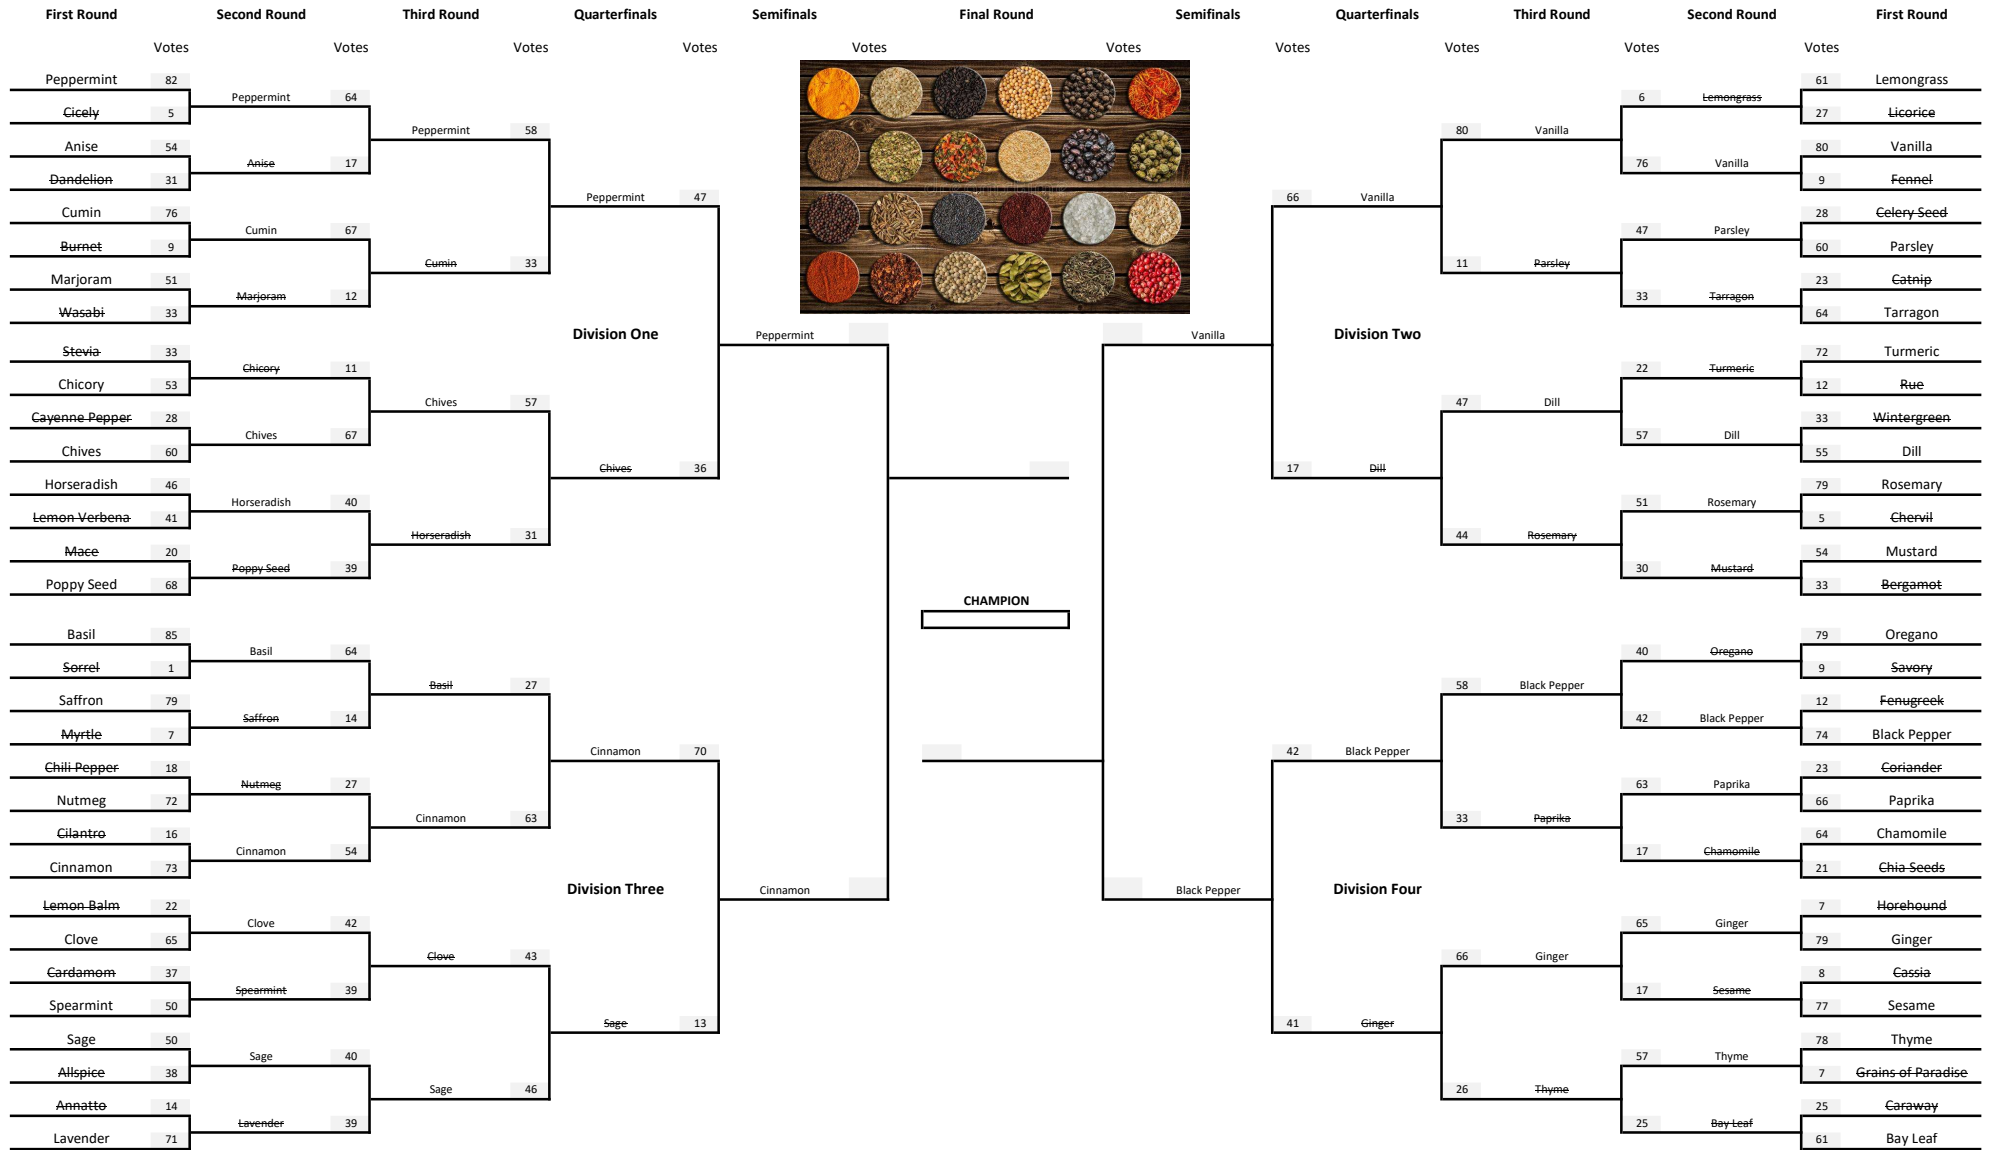 First Round Second Round Third Round Quarterfinals Semifinals Final Round Semifinals Quarterfinals Third Round Second Round First Round
Votes Votes Votes Votes Votes Votes Votes Votes Votes Votes
Peppermint 82 61 Lemongrass
Peppermint 64 6 Lemongrass
Cicely 5 27 Licorice
Peppermint 58 80 Vanilla
Anise 54 80 Vanilla
Anise 17 76 Vanilla
Dandelion 31 9 Fennel
Peppermint 47 66 Vanilla
Cumin 76 28 Celery Seed
Cumin 67 47 Parsley
Burnet 9 60 Parsley
Cumin 33 11 Parsley
Marjoram 51 23 Catnip
Marjoram 12 33 Tarragon
Wasabi 33 64 Tarragon
Division One Peppermint Vanilla Division Two
Stevia 33 72 Turmeric
Chicory 11 22 Turmeric
Chicory 53 12 Rue
Chives 57 47 Dill
Cayenne Pepper 28 33 Wintergreen
Chives 67 57 Dill
Chives 60 55 Dill
Chives 36 17 Dill
Horseradish 46 79 Rosemary
Horseradish 40 51 Rosemary
Lemon Verbena 41 5 Chervil
Horseradish 31 44 Rosemary
Mace 20 54 Mustard
Poppy Seed 39 30 Mustard
Poppy Seed 68 33 Bergamot
CHAMPION
Basil 85 79 Oregano
Basil 64 40 Oregano
Sorrel 1 9 Savory
Basil 27 58 Black Pepper
Saffron 79 12 Fenugreek
Saffron 14 42 Black Pepper
Myrtle 7 74 Black Pepper
Cinnamon 70 42 Black Pepper
Chili Pepper 18 23 Coriander
Nutmeg 27 63 Paprika
Nutmeg 72 66 Paprika
Cinnamon 63 33 Paprika
Cilantro 16 64 Chamomile
Cinnamon 54 17 Chamomile
Cinnamon 73 21 Chia Seeds
Division Three Cinnamon Black Pepper Division Four
Lemon Balm 22 7 Horehound
Clove 42 65 Ginger
Clove 65 79 Ginger
Clove 43 66 Ginger
Cardamom 37 8 Cassia
Spearmint 39 17 Sesame
Spearmint 50 77 Sesame
Sage 13 41 Ginger
Sage 50 78 Thyme
Sage 40 57 Thyme
Allspice 38 7 Grains of Paradise
Sage 46 26 Thyme
Annatto 14 25 Caraway
Lavender 39 25 Bay Leaf
Lavender 71 61 Bay Leaf